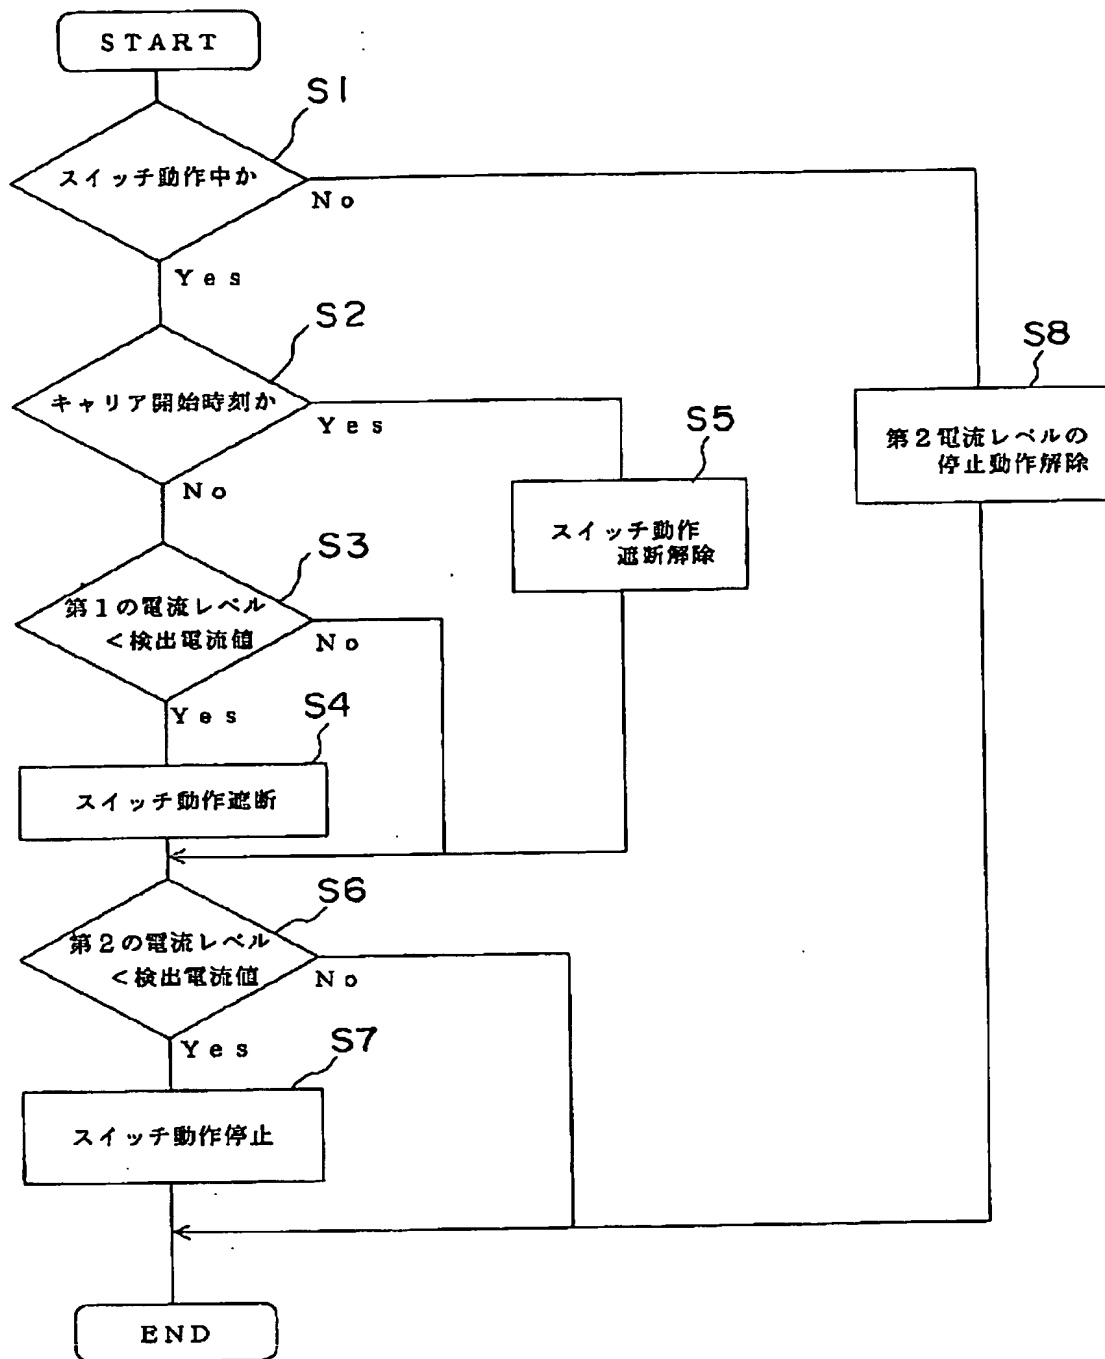 START
S1
スイッチ動作中か
No
Yes
S2
キャリア開始時刻か
Yes
No
S8
第2電流レベルの
停止動作解除
S5
スイッチ動作
遮断解除
S3
第1の電流レベル
<検出電流値
No
Yes
S4
スイッチ動作遮断
S6
第2の電流レベル
<検出電流値
No
Yes
S7
スイッチ動作停止
END